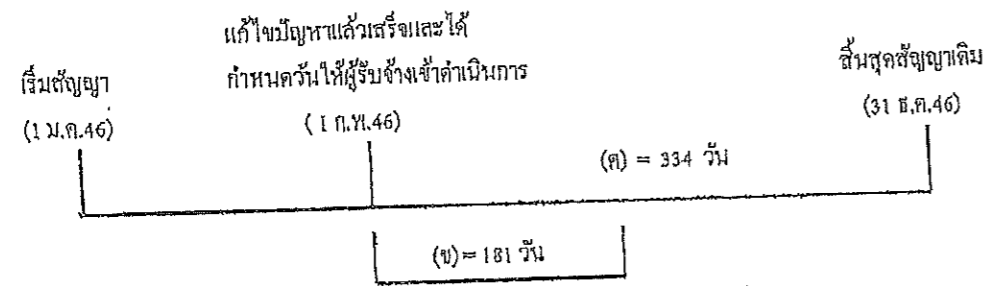 แก้ไขปัญหาแล้วเสร็จและได้
กำหนดวันให้ผู้รับจ้างเข้าดำเนินการ
(1 ก.พ.46)
เริ่มสัญญา
(1 ม.ค.46)
สิ้นสุดสัญญาเดิม
(31 ธ.ค.46)
(ค) = 334 วัน
(ข) = 181 วัน